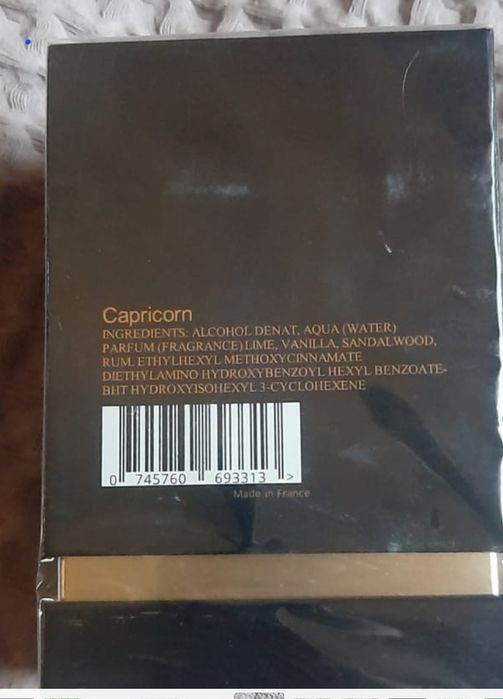 Capricorn
INGREDIENTS: ALCOHOL DENAT, AQUA (WATER)
PARFUM (FRAGRANCE) LIME, VANILLA, SANDALWOOD,
RUM. ETHYLHEXYL METHOXYCINNAMATE
DIETHYLAMINO HYDROXYBENZOYL HEXYL BENZOATE-
BHT HYDROXYISOHEXYL 3-CYCLOHEXENE
0 745760 693313 >
Made in France